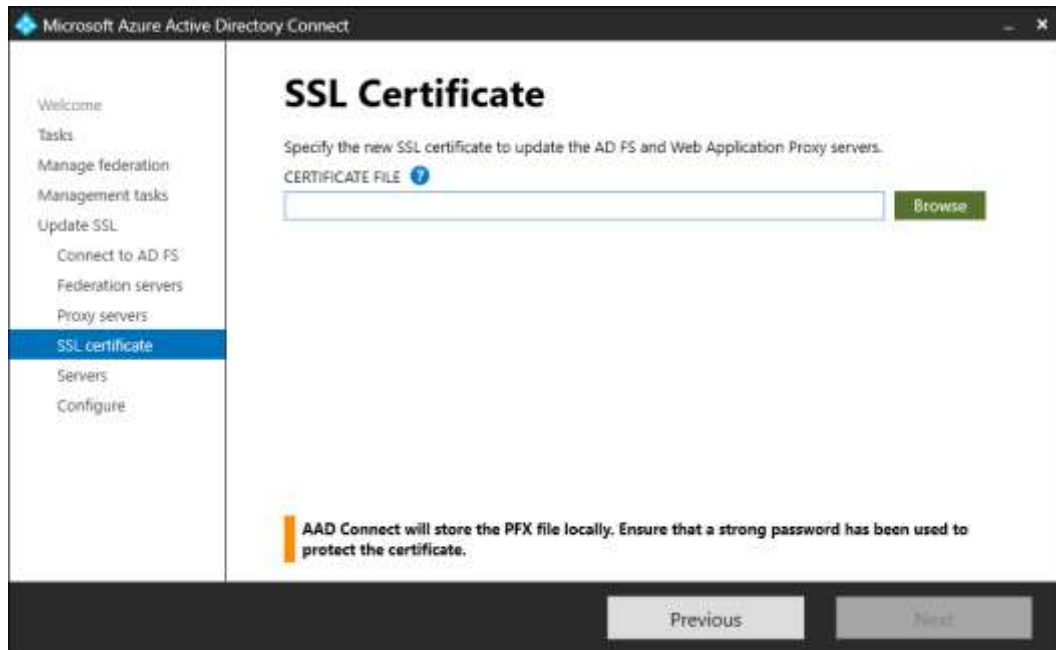 Microsoft Azure Active Directory Connect
Welcome
Tasks
Manage federation
Management tasks
Update SSL
Connect to AD FS
Federation servers
Proxy servers
SSL certificate
Servers
Configure
SSL Certificate
Specify the new SSL certificate to update the AD FS and Web Application Proxy servers.
CERTIFICATE FILE ?
Browse
AAD Connect will store the PFX file locally. Ensure that a strong password has been used to
protect the certificate.
Previous
Next